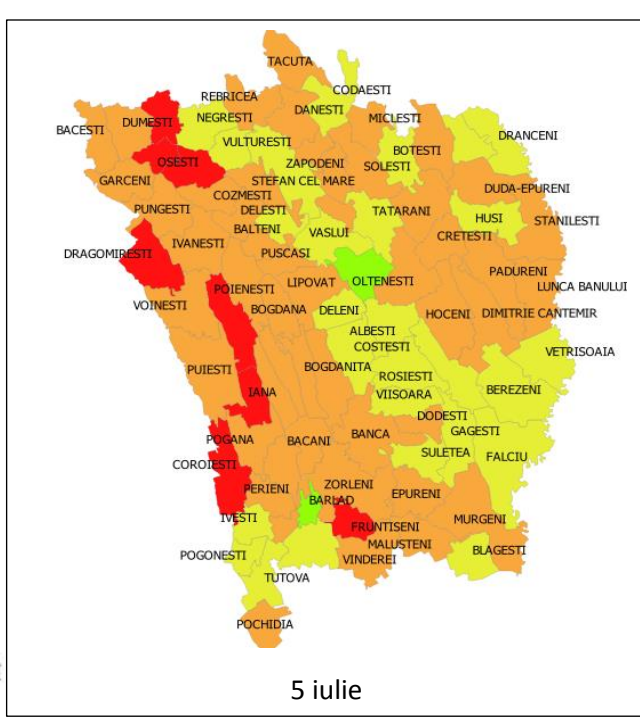 TACUTA
CODAESTI
REBRICEA
DANESTI
NEGRESTI
DUMESTI
MICLESTI
BACESTI
DRANCENI
VULTURESTI
BOTESTI
OSESTI
ZAPODENI
SOLESTI
GARCENI
STEFAN CEL MARE
DUDA-EPURENI
COZMESTI
PUNGESTI
DELESTI
TATARANI
HUSI
STANILESTI
BALTENI
VASLUI
CRETESTI
IVANESTI
DRAGOMIRESTI
PUSCASI
PADURENI
LIPOVAT
OLTENESTI
LUNCA BANULUI
POIENESTI
VOINESTI
BOGDANA
DELENI
HOCENI
DIMITRIE CANTEMIR
ALBESTI
COSTESTI
VETRISOAIA
PUIESTI
BOGDANITA
ROSIESTI
IANA
VIISOARA
BEREZENI
DODESTI
GAGESTI
BANCA
POGANA
BACANI
SULETEA
FALCIU
COROIESTI
PERIENI
ZORLENI
EPURENI
BARLAD
IVESTI
MURGENI
FRUNTISENI
MALUSTENI
BLAGESTI
POGONESTI
VINDEREI
TUTOVA
POCHIDIA
5 iulie